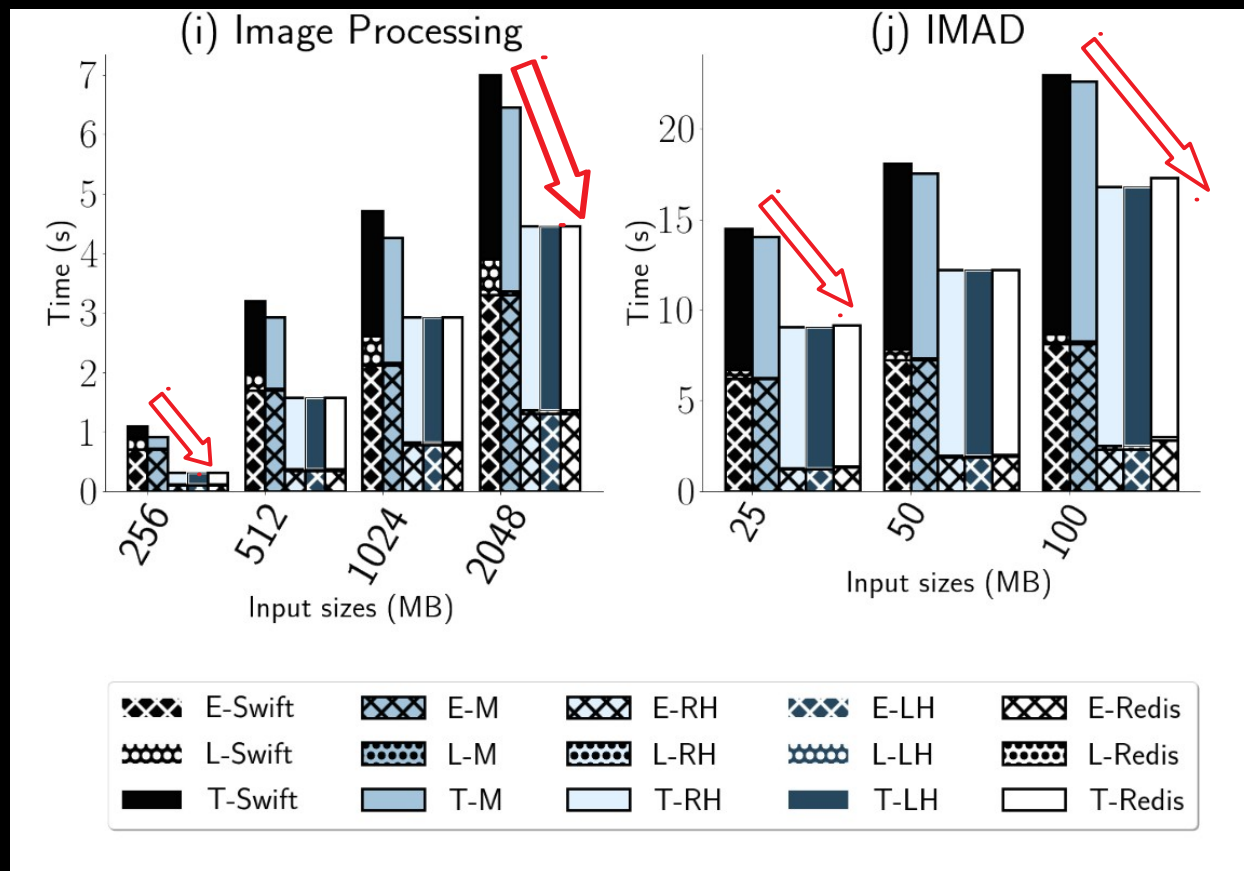 (i) Image Processing
7
6
5
4
3
2
1
0
Time (s)
256
512
1024
2048
Input sizes (MB)
(j) IMAD
20
15
10
5
0
Time (s)
25
50
100
Input sizes (MB)
E-Swift E-M E-RH E-LH E-Redis
L-Swift L-M L-RH L-LH L-Redis
T-Swift T-M T-RH T-LH T-Redis